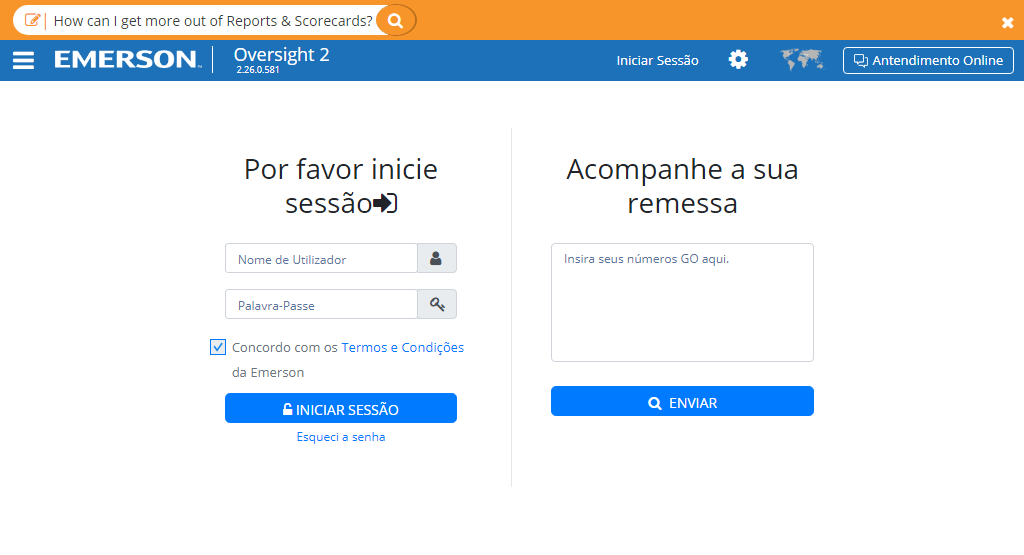 How can I get more out of Reports & Scorecards?
EMERSON™
Oversight 2
2.26.0.581
Iniciar Sessão
Antendimento Online
Por favor inicie
sessão
Nome de Utilizador
Palavra-Passe
Concordo com os Termos e Condições
da Emerson
INICIAR SESSÃO
Esqueci a senha
Acompanhe a sua
remessa
Insira seus números GO aqui.
ENVIAR